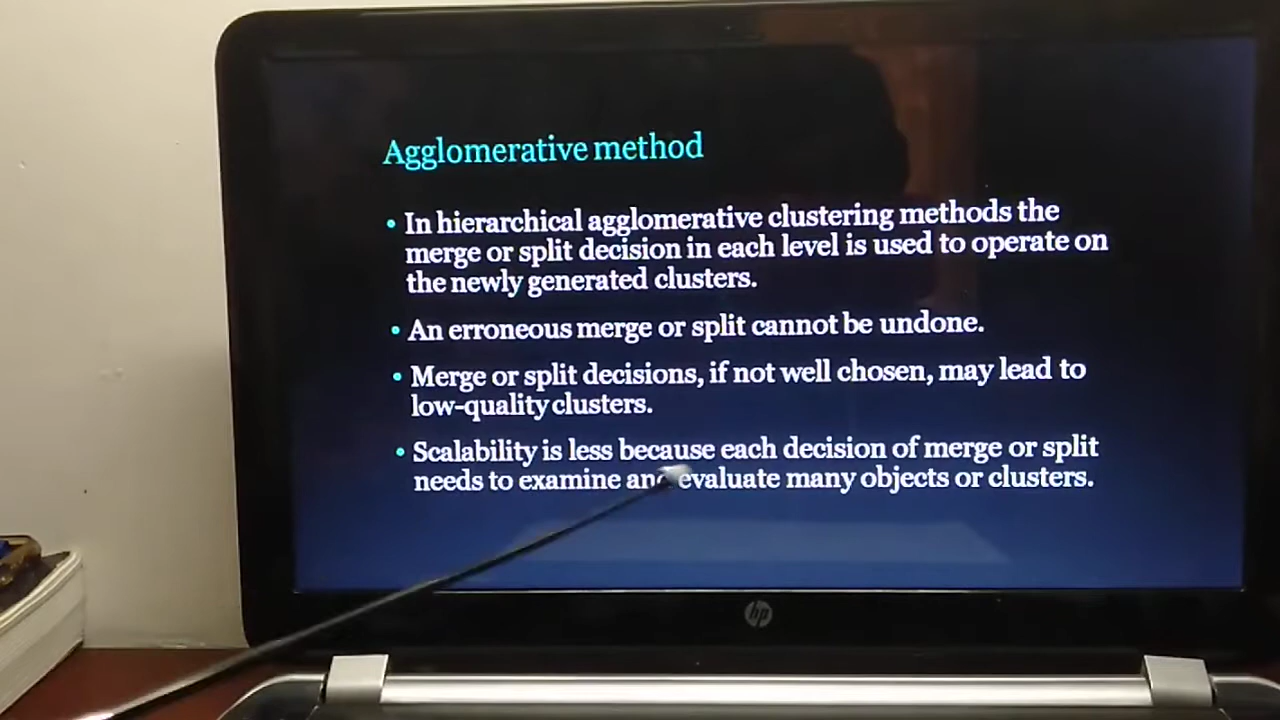 Agglomerative method
• In hierarchical agglomerative clustering methods the
merge or split decision in each level is used to operate on
the newly generated clusters.
• An erroneous merge or split cannot be undone.
• Merge or split decisions, if not well chosen, may lead to
low-quality clusters.
• Scalability is less because each decision of merge or split
needs to examine and evaluate many objects or clusters.
hp